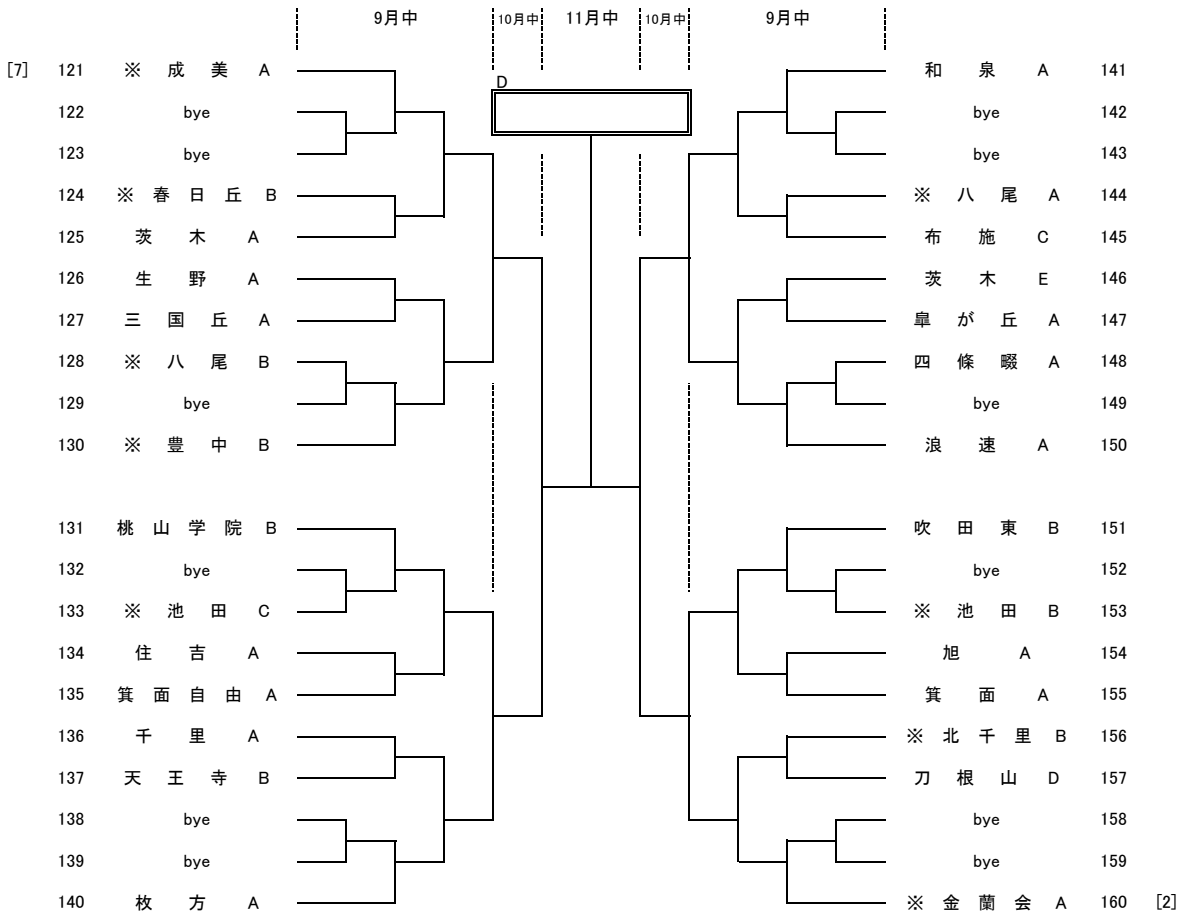 9月中 10月中 11月中 10月中 9月中
[7] 121 ※ 成 美 A 和 泉 A 141
D
122 bye bye 142
123 bye bye 143
124 ※ 春 日 丘 B ※ 八 尾 A 144
125 茨 木 A 布 施 C 145
126 生 野 A 茨 木 E 146
127 三 国 丘 A 皐 が 丘 A 147
128 ※ 八 尾 B 四 條 畷 A 148
129 bye bye 149
130 ※ 豊 中 B 浪 速 A 150
131 桃 山 学 院 B 吹 田 東 B 151
132 bye bye 152
133 ※ 池 田 C ※ 池 田 B 153
134 住 吉 A 旭 A 154
135 箕 面 自 由 A 箕 面 A 155
136 千 里 A ※ 北 千 里 B 156
137 天 王 寺 B 刀 根 山 D 157
138 bye bye 158
139 bye bye 159
140 枚 方 A ※ 金 蘭 会 A 160 [2]